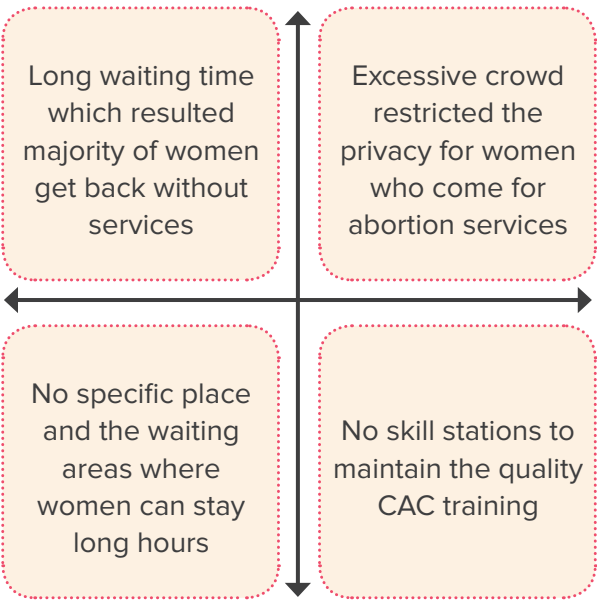 Long waiting time
which resulted
majority of women
get back without
services
Excessive crowd
restricted the
privacy for women
who come for
abortion services
No specific place
and the waiting
areas where
women can stay
long hours
No skill stations to
maintain the quality
CAC training